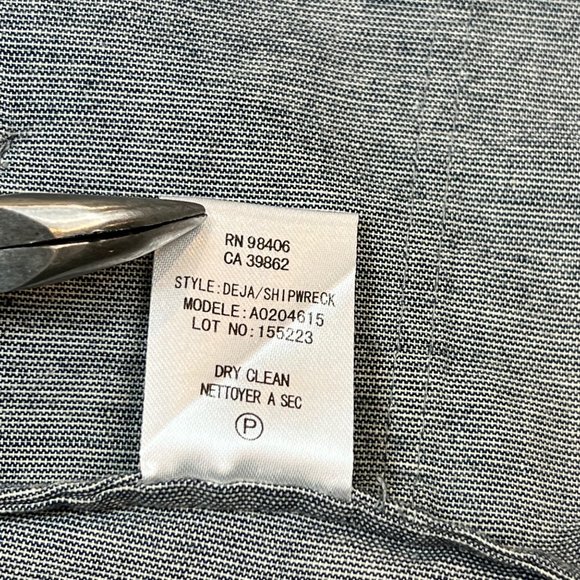 RN 98406
CA 39862
STYLE:DEJA/SHIPWRECK
MODELE:A0204615
LOT NO:155223
DRY CLEAN
NETTOYER A SEC
P